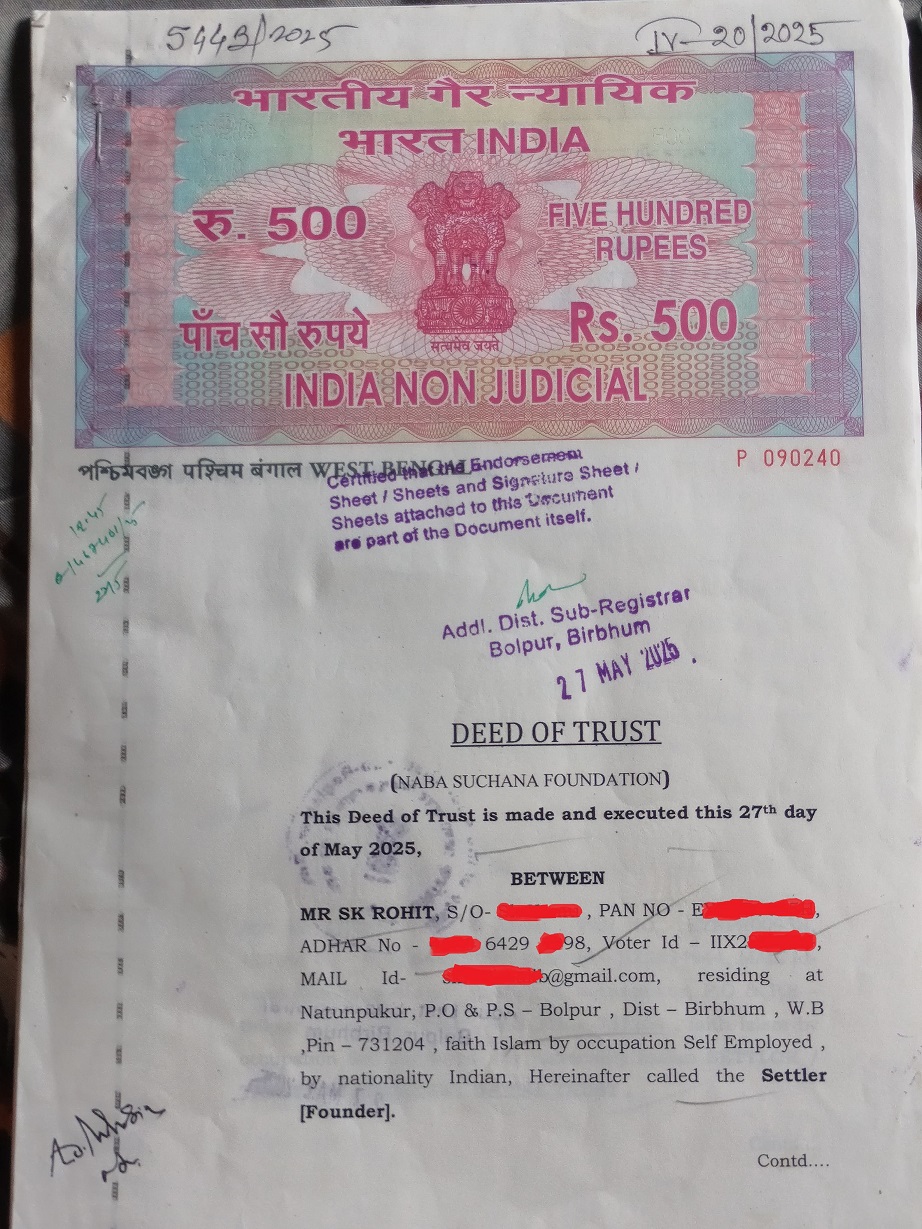 5443/2025
IV-20/2025
भारतीय गैर न्यायिक
भारत INDIA
रु. 500
FIVE HUNDRED
RUPEES
पाँच सौ रुपये
Rs. 500
सत्यमेव जयते
INDIA NON JUDICIAL
পশ্চিমবঙ্গ पश्चिम बंगाल WEST BENGAL
P 090240
Certified that the Endorsement
Sheet / Sheets and Signature Sheet /
Sheets attached to this Document
are part of the Document itself.
Addl. Dist. Sub-Registrar
Bolpur, Birbhum
27 MAY 2025
DEED OF TRUST
(NABA SUCHANA FOUNDATION)
This Deed of Trust is made and executed this 27th day
of May 2025,
BETWEEN
MR SK ROHIT, S/O- , PAN NO - E ,
ADHAR No - 6429 98, Voter Id – IIX2 ,
MAIL Id- b@gmail.com, residing at
Natunpukur, P.O & P.S – Bolpur , Dist – Birbhum , W.B
,Pin – 731204 , faith Islam by occupation Self Employed ,
by nationality Indian, Hereinafter called the Settler
[Founder].
Contd....